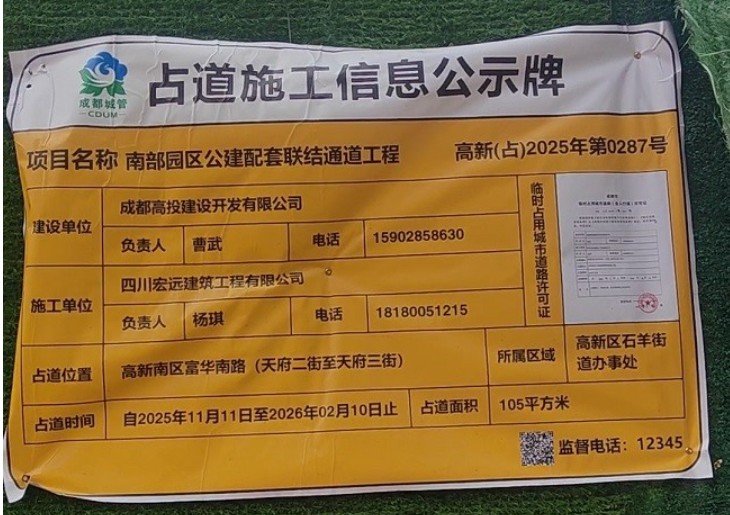 成都城管
CDUM
占道施工信息公示牌
项目名称 南部园区公建配套联结通道工程 高新(占)2025年第0287号
建设单位 成都高投建设开发有限公司
负责人 曹武 电话 15902858630
施工单位 四川宏远建筑工程有限公司
负责人 杨琪 电话 18180051215
临时占用城市道路许可证
占道位置 高新南区富华南路（天府二街至天府三街） 所属区域 高新区石羊街道办事处
占道时间 自2025年11月11日至2026年02月10日止 占道面积 105平方米
监督电话：12345